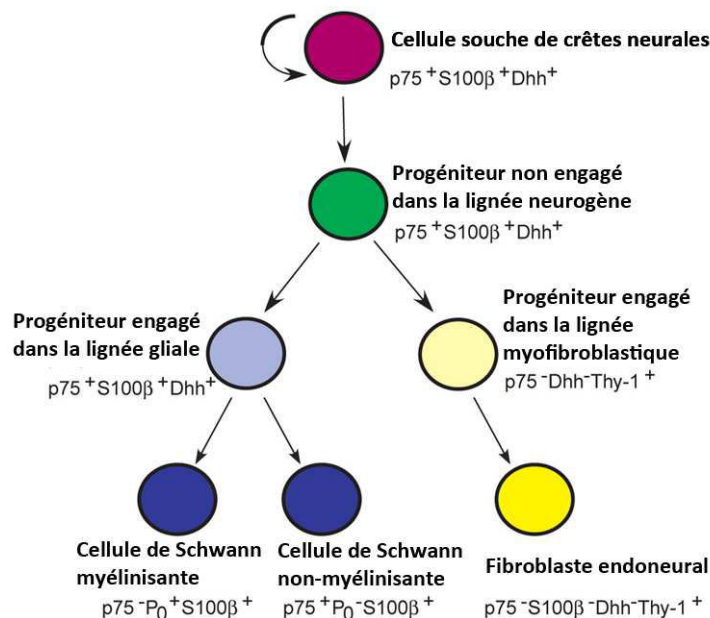 Cellule souche de crêtes neurales
p75⁺S100β⁺Dhh⁺
Progéniteur non engagé
dans la lignée neurogène
p75⁺S100β⁺Dhh⁺
Progéniteur engagé
dans la lignée gliale
p75⁺S100β⁺Dhh⁺
Progéniteur engagé
dans la lignée
myofibroblastique
p75⁻Dhh⁻Thy-1⁺
Cellule de Schwann
myélinisante
p75⁻P₀⁺S100β⁺
Cellule de Schwann
non-myélinisante
p75⁺P₀⁻S100β⁺
Fibroblaste endoneural
p75⁻S100β⁻Dhh⁻Thy-1⁺